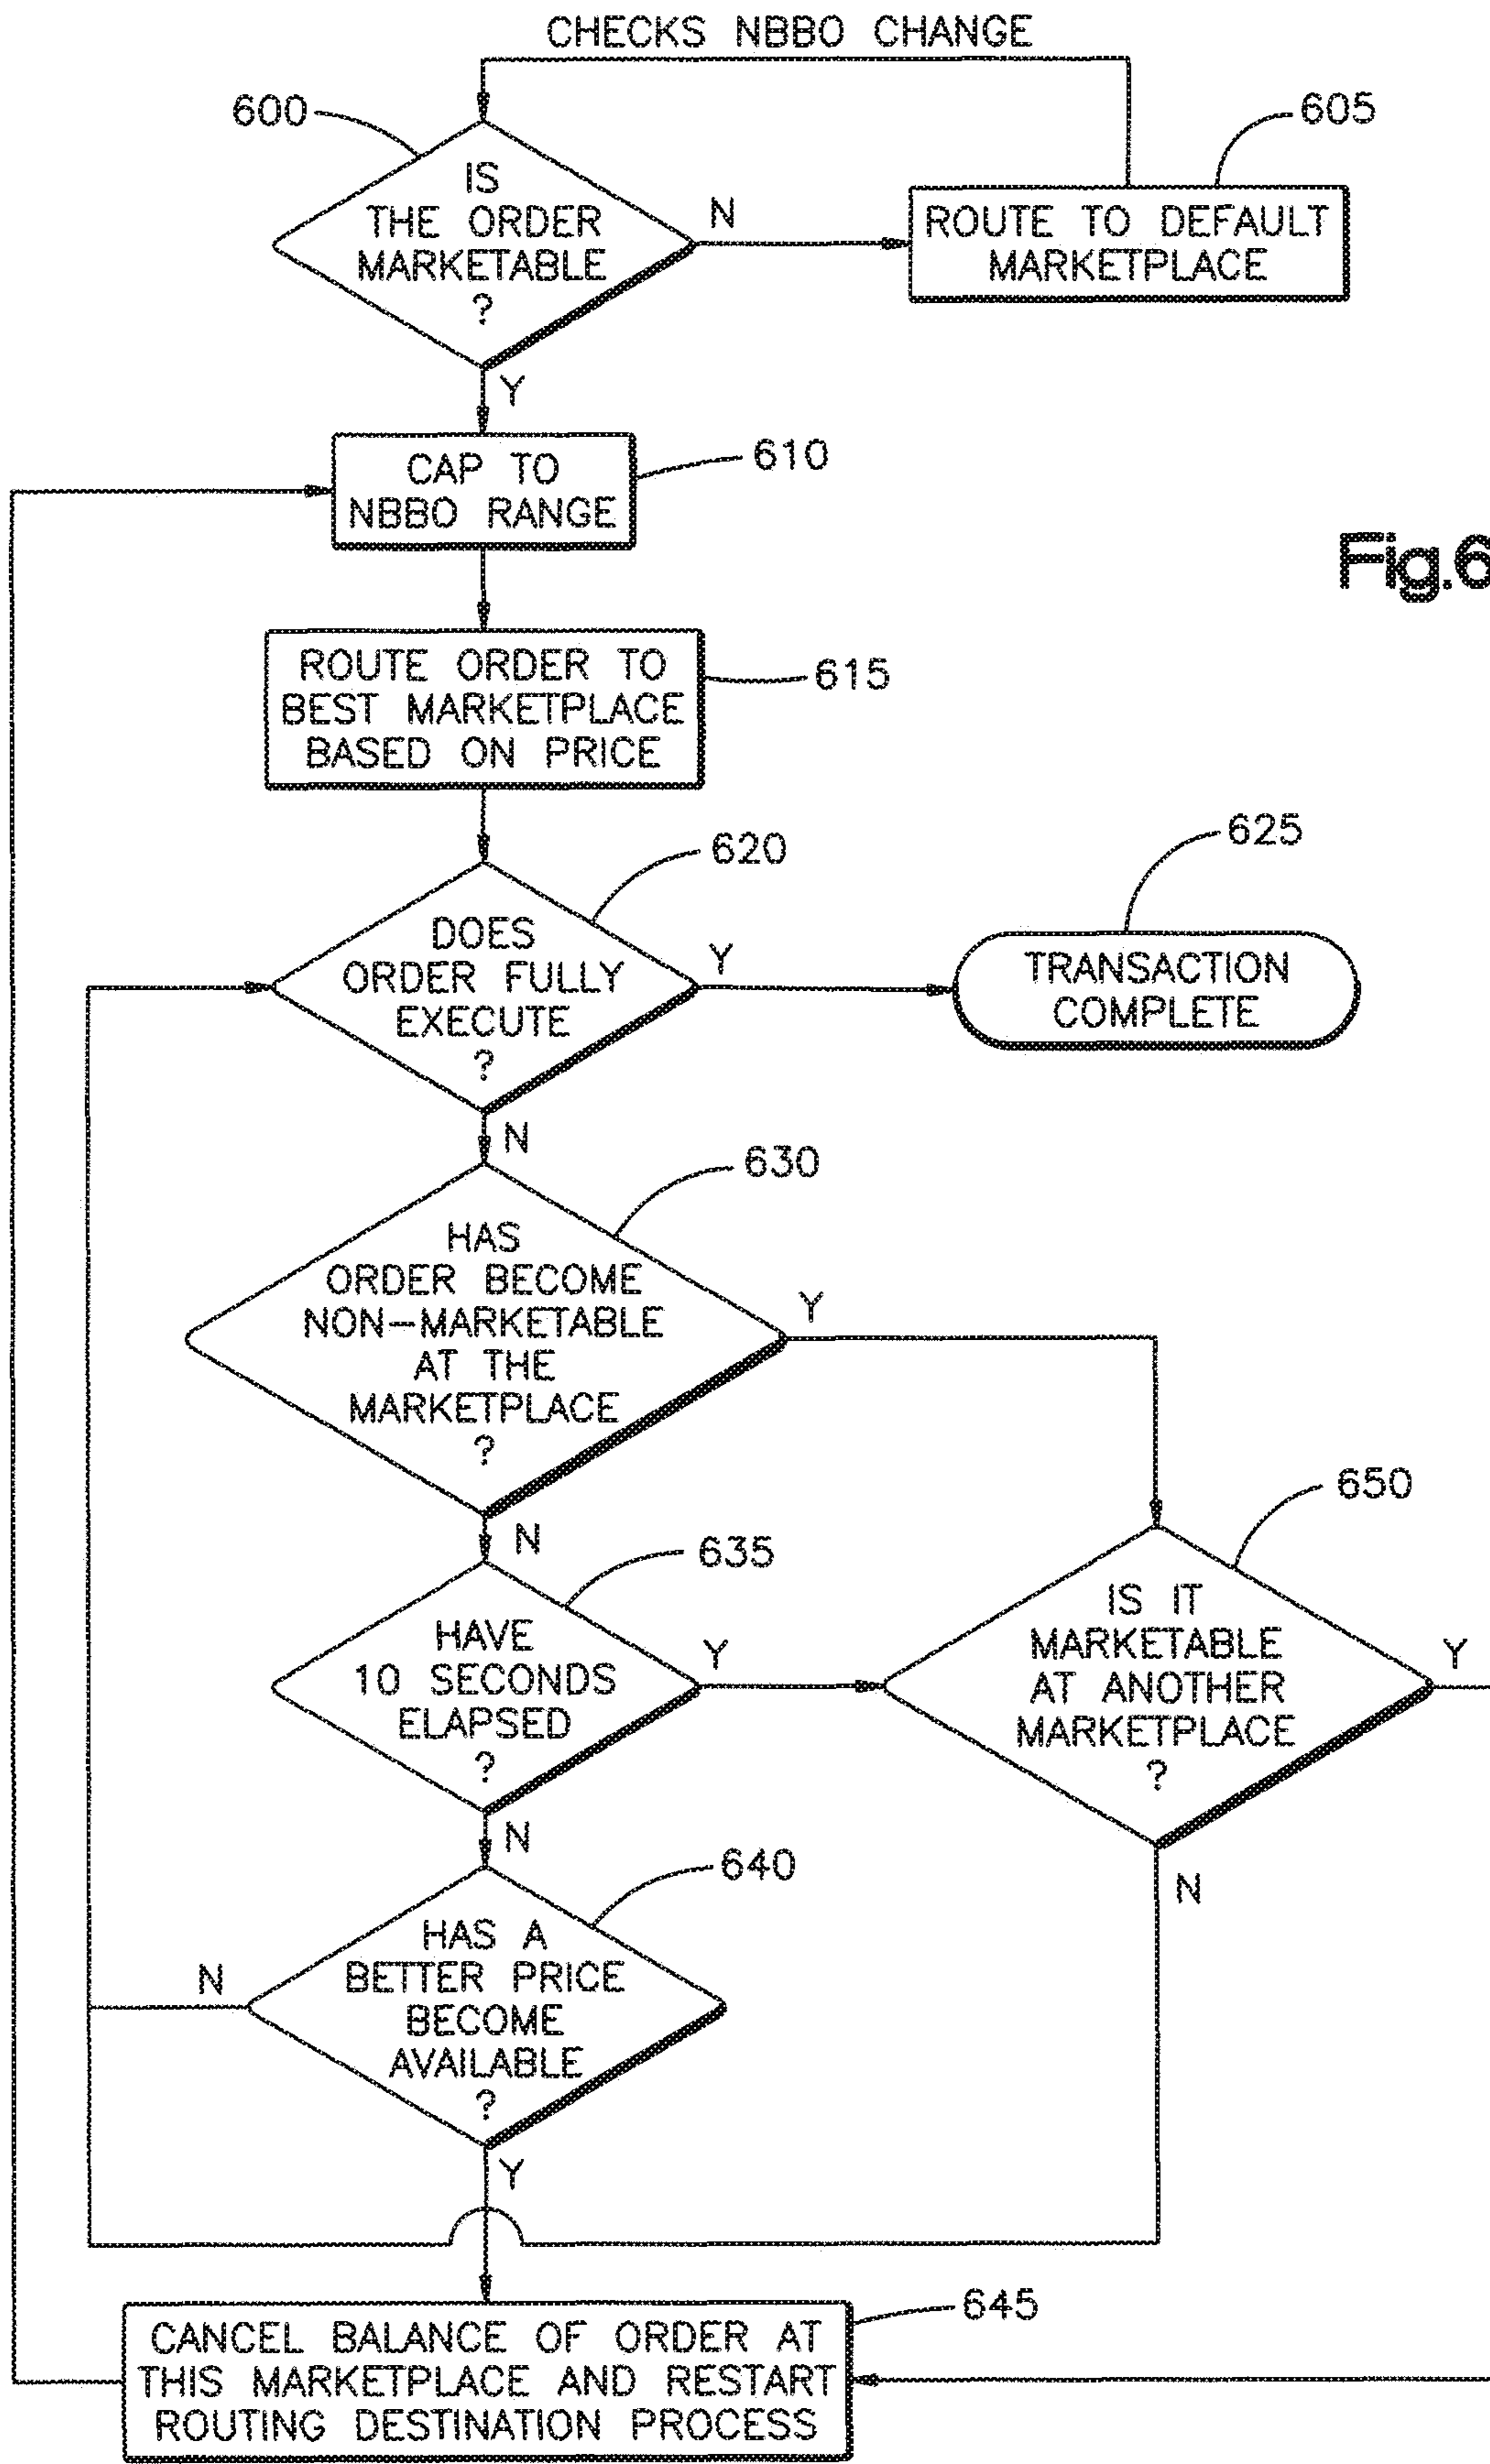 CHECKS NBBO CHANGE
600
605
IS
THE ORDER
MARKETABLE
?
N
ROUTE TO DEFAULT
MARKETPLACE
Y
CAP TO
NBBO RANGE
610
Fig.6
ROUTE ORDER TO
BEST MARKETPLACE
BASED ON PRICE
615
620
625
DOES
ORDER FULLY
EXECUTE
?
Y
TRANSACTION
COMPLETE
N
630
HAS
ORDER BECOME
NON-MARKETABLE
AT THE
MARKETPLACE
?
Y
N
635
650
HAVE
10 SECONDS
ELAPSED
?
Y
IS IT
MARKETABLE
AT ANOTHER
MARKETPLACE
?
Y
N
N
640
HAS A
BETTER PRICE
BECOME
AVAILABLE
?
N
Y
645
CANCEL BALANCE OF ORDER AT
THIS MARKETPLACE AND RESTART
ROUTING DESTINATION PROCESS